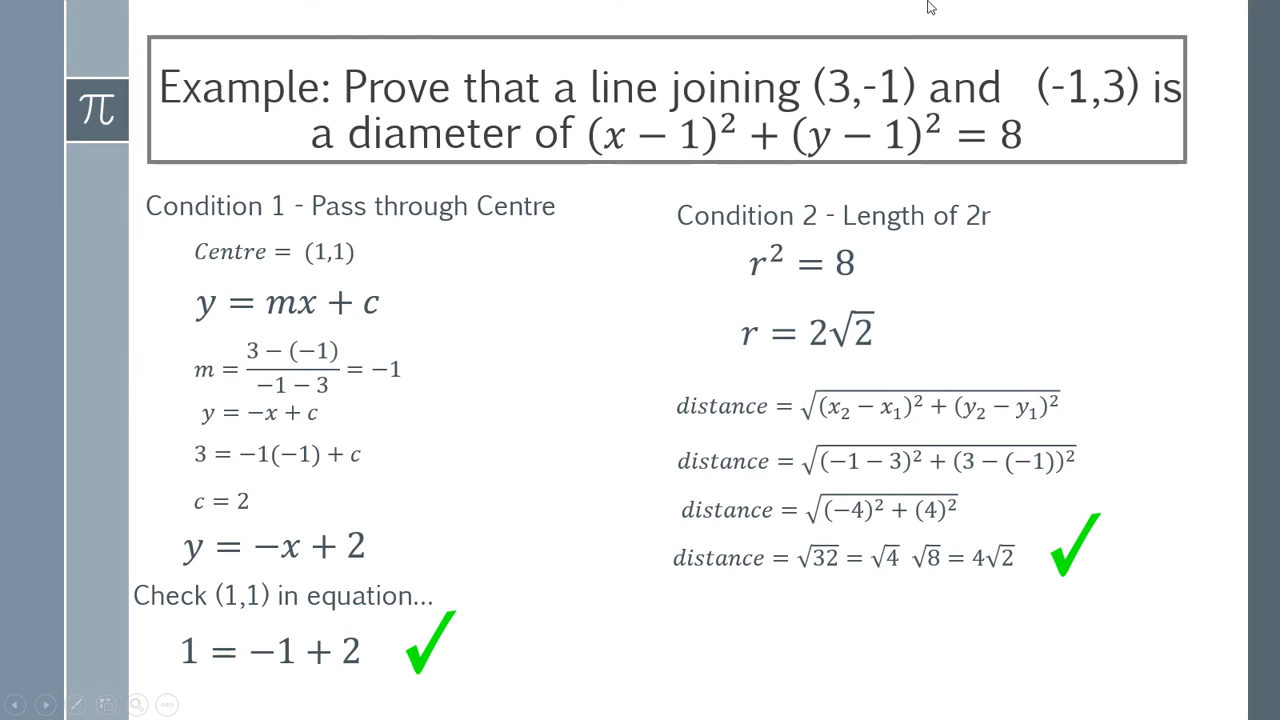 π
Example: Prove that a line joining (3,-1) and (-1,3) is
a diameter of (x − 1)² + (y − 1)² = 8
Condition 1 - Pass through Centre
Centre = (1,1)
y = mx + c
m = 3 − (−1) / −1 − 3 = −1
y = −x + c
3 = −1(−1) + c
c = 2
y = −x + 2
Check (1,1) in equation...
1 = −1 + 2
Condition 2 - Length of 2r
r² = 8
r = 2√2
distance = √(x₂ − x₁)² + (y₂ − y₁)²
distance = √(−1 − 3)² + (3 − (−1))²
distance = √(−4)² + (4)²
distance = √32 = √4 √8 = 4√2